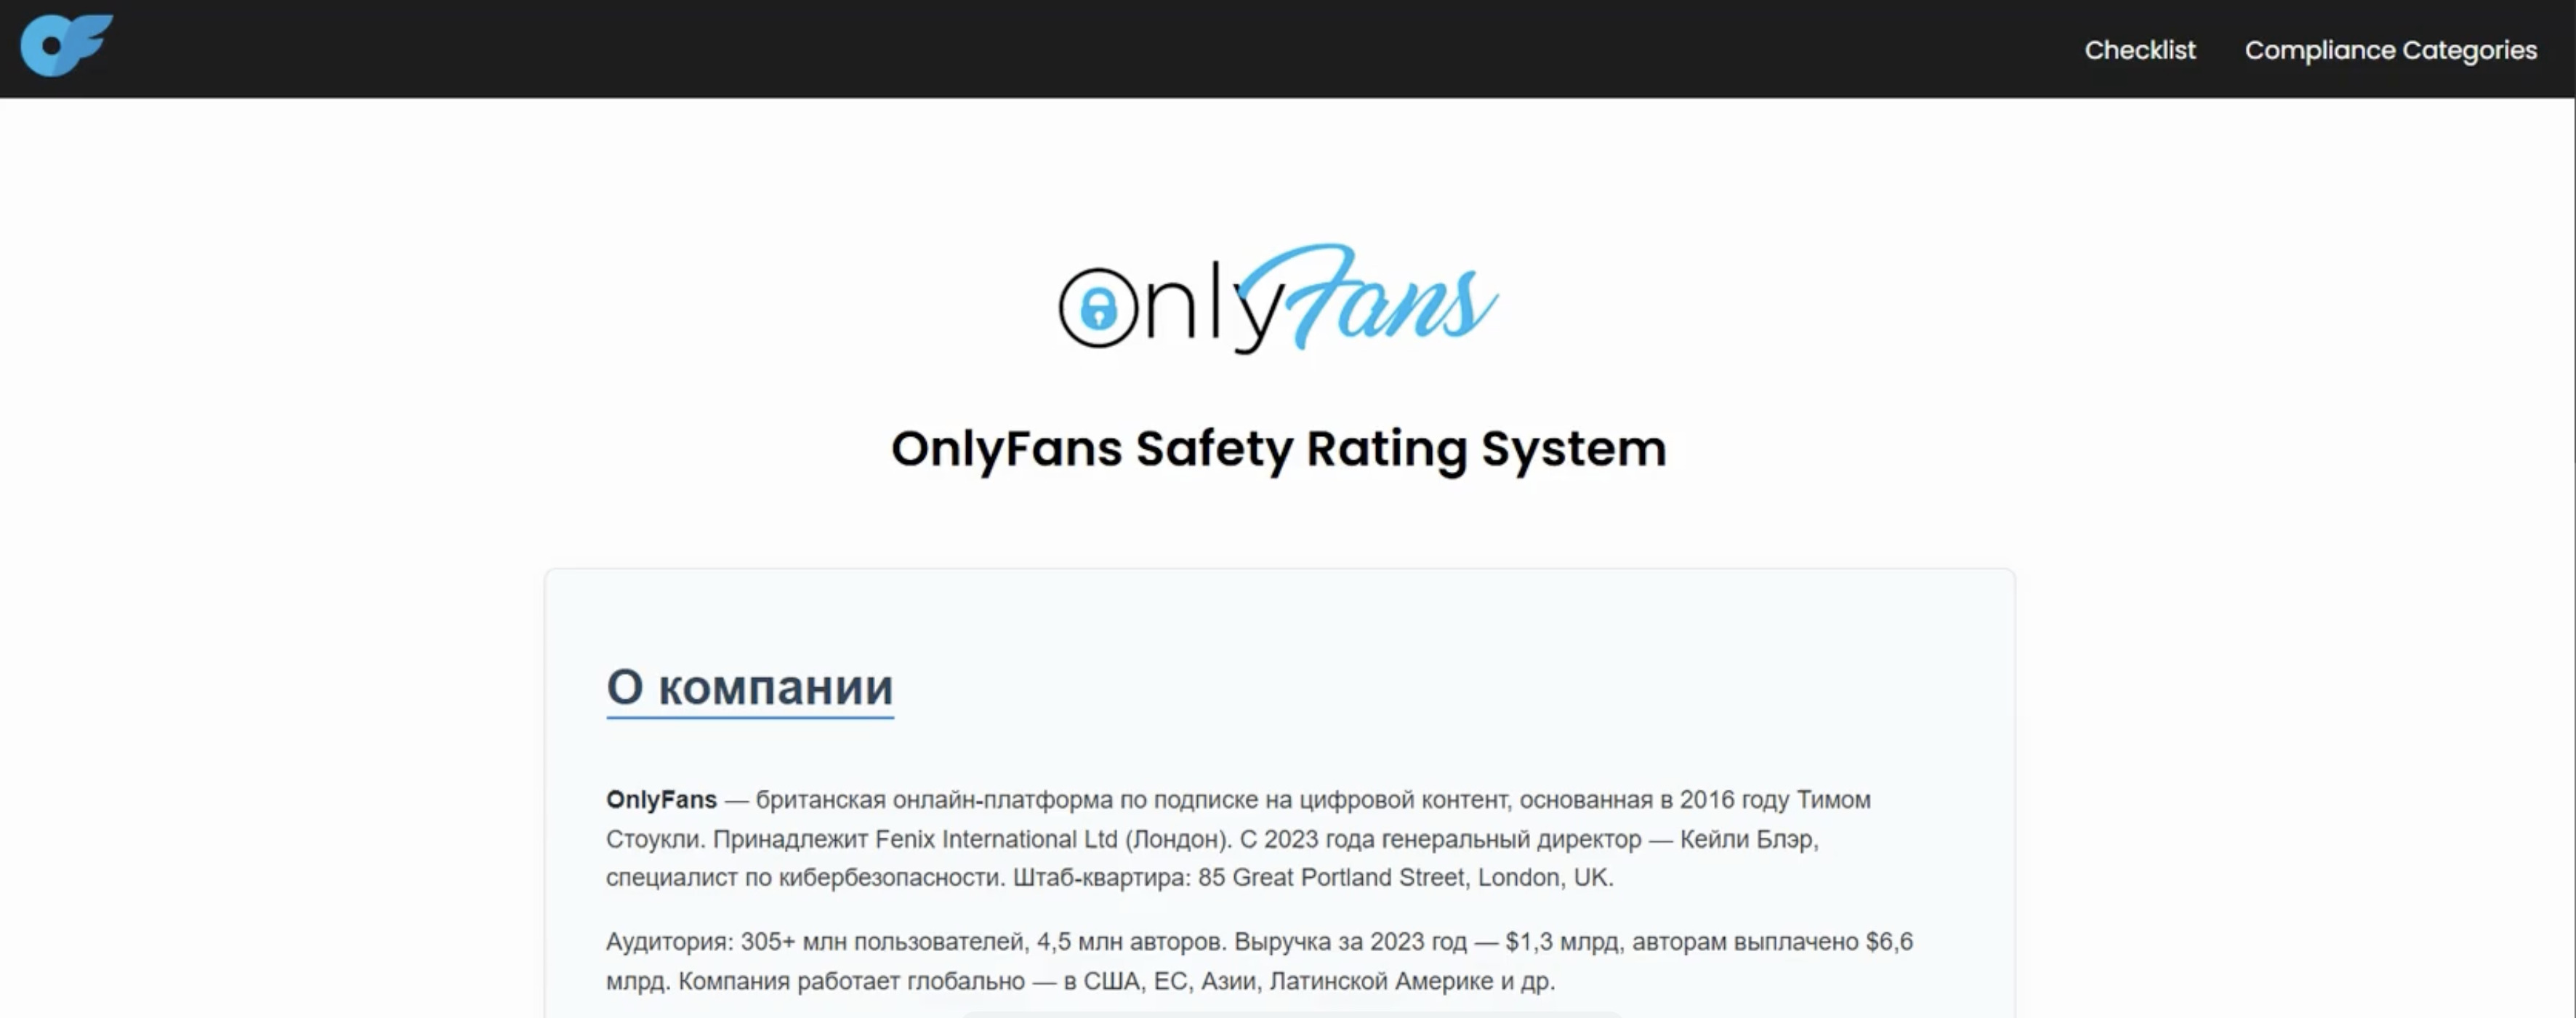 OF
Checklist Compliance Categories
OnlyFans
OnlyFans Safety Rating System
О компании
OnlyFans — британская онлайн-платформа по подписке на цифровой контент, основанная в 2016 году Тимом
Стоукли. Принадлежит Fenix International Ltd (Лондон). С 2023 года генеральный директор — Кейли Блэр,
специалист по кибербезопасности. Штаб-квартира: 85 Great Portland Street, London, UK.
Аудитория: 305+ млн пользователей, 4,5 млн авторов. Выручка за 2023 год — $1,3 млрд, авторам выплачено $6,6
млрд. Компания работает глобально — в США, ЕС, Азии, Латинской Америке и др.